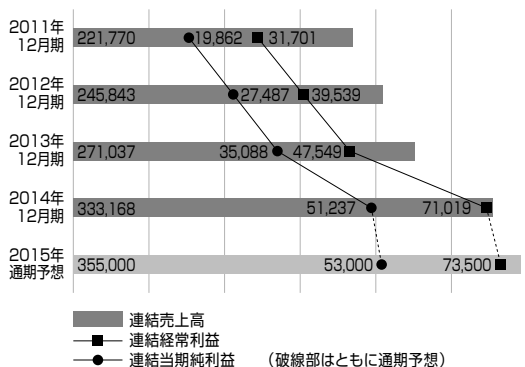 2011年
12月期
221,770 19,862 31,701
2012年
12月期
245,843 27,487 39,539
2013年
12月期
271,037 35,088 47,549
2014年
12月期
333,168 51,237 71,019
2015年
通期予想
355,000 53,000 73,500
連結売上高
連結経常利益
連結当期純利益 （破線部はともに通期予想）